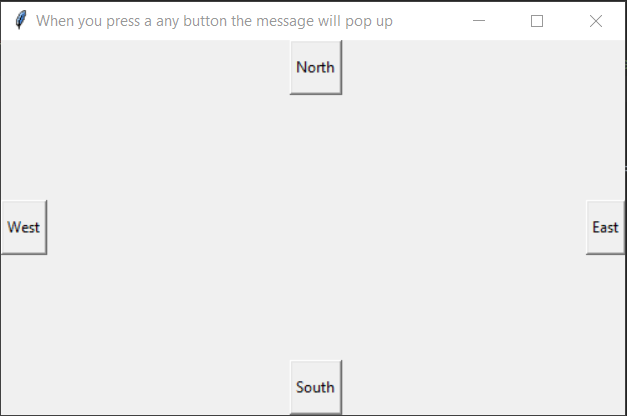 When you press a any button the message will pop up
North
West
East
South